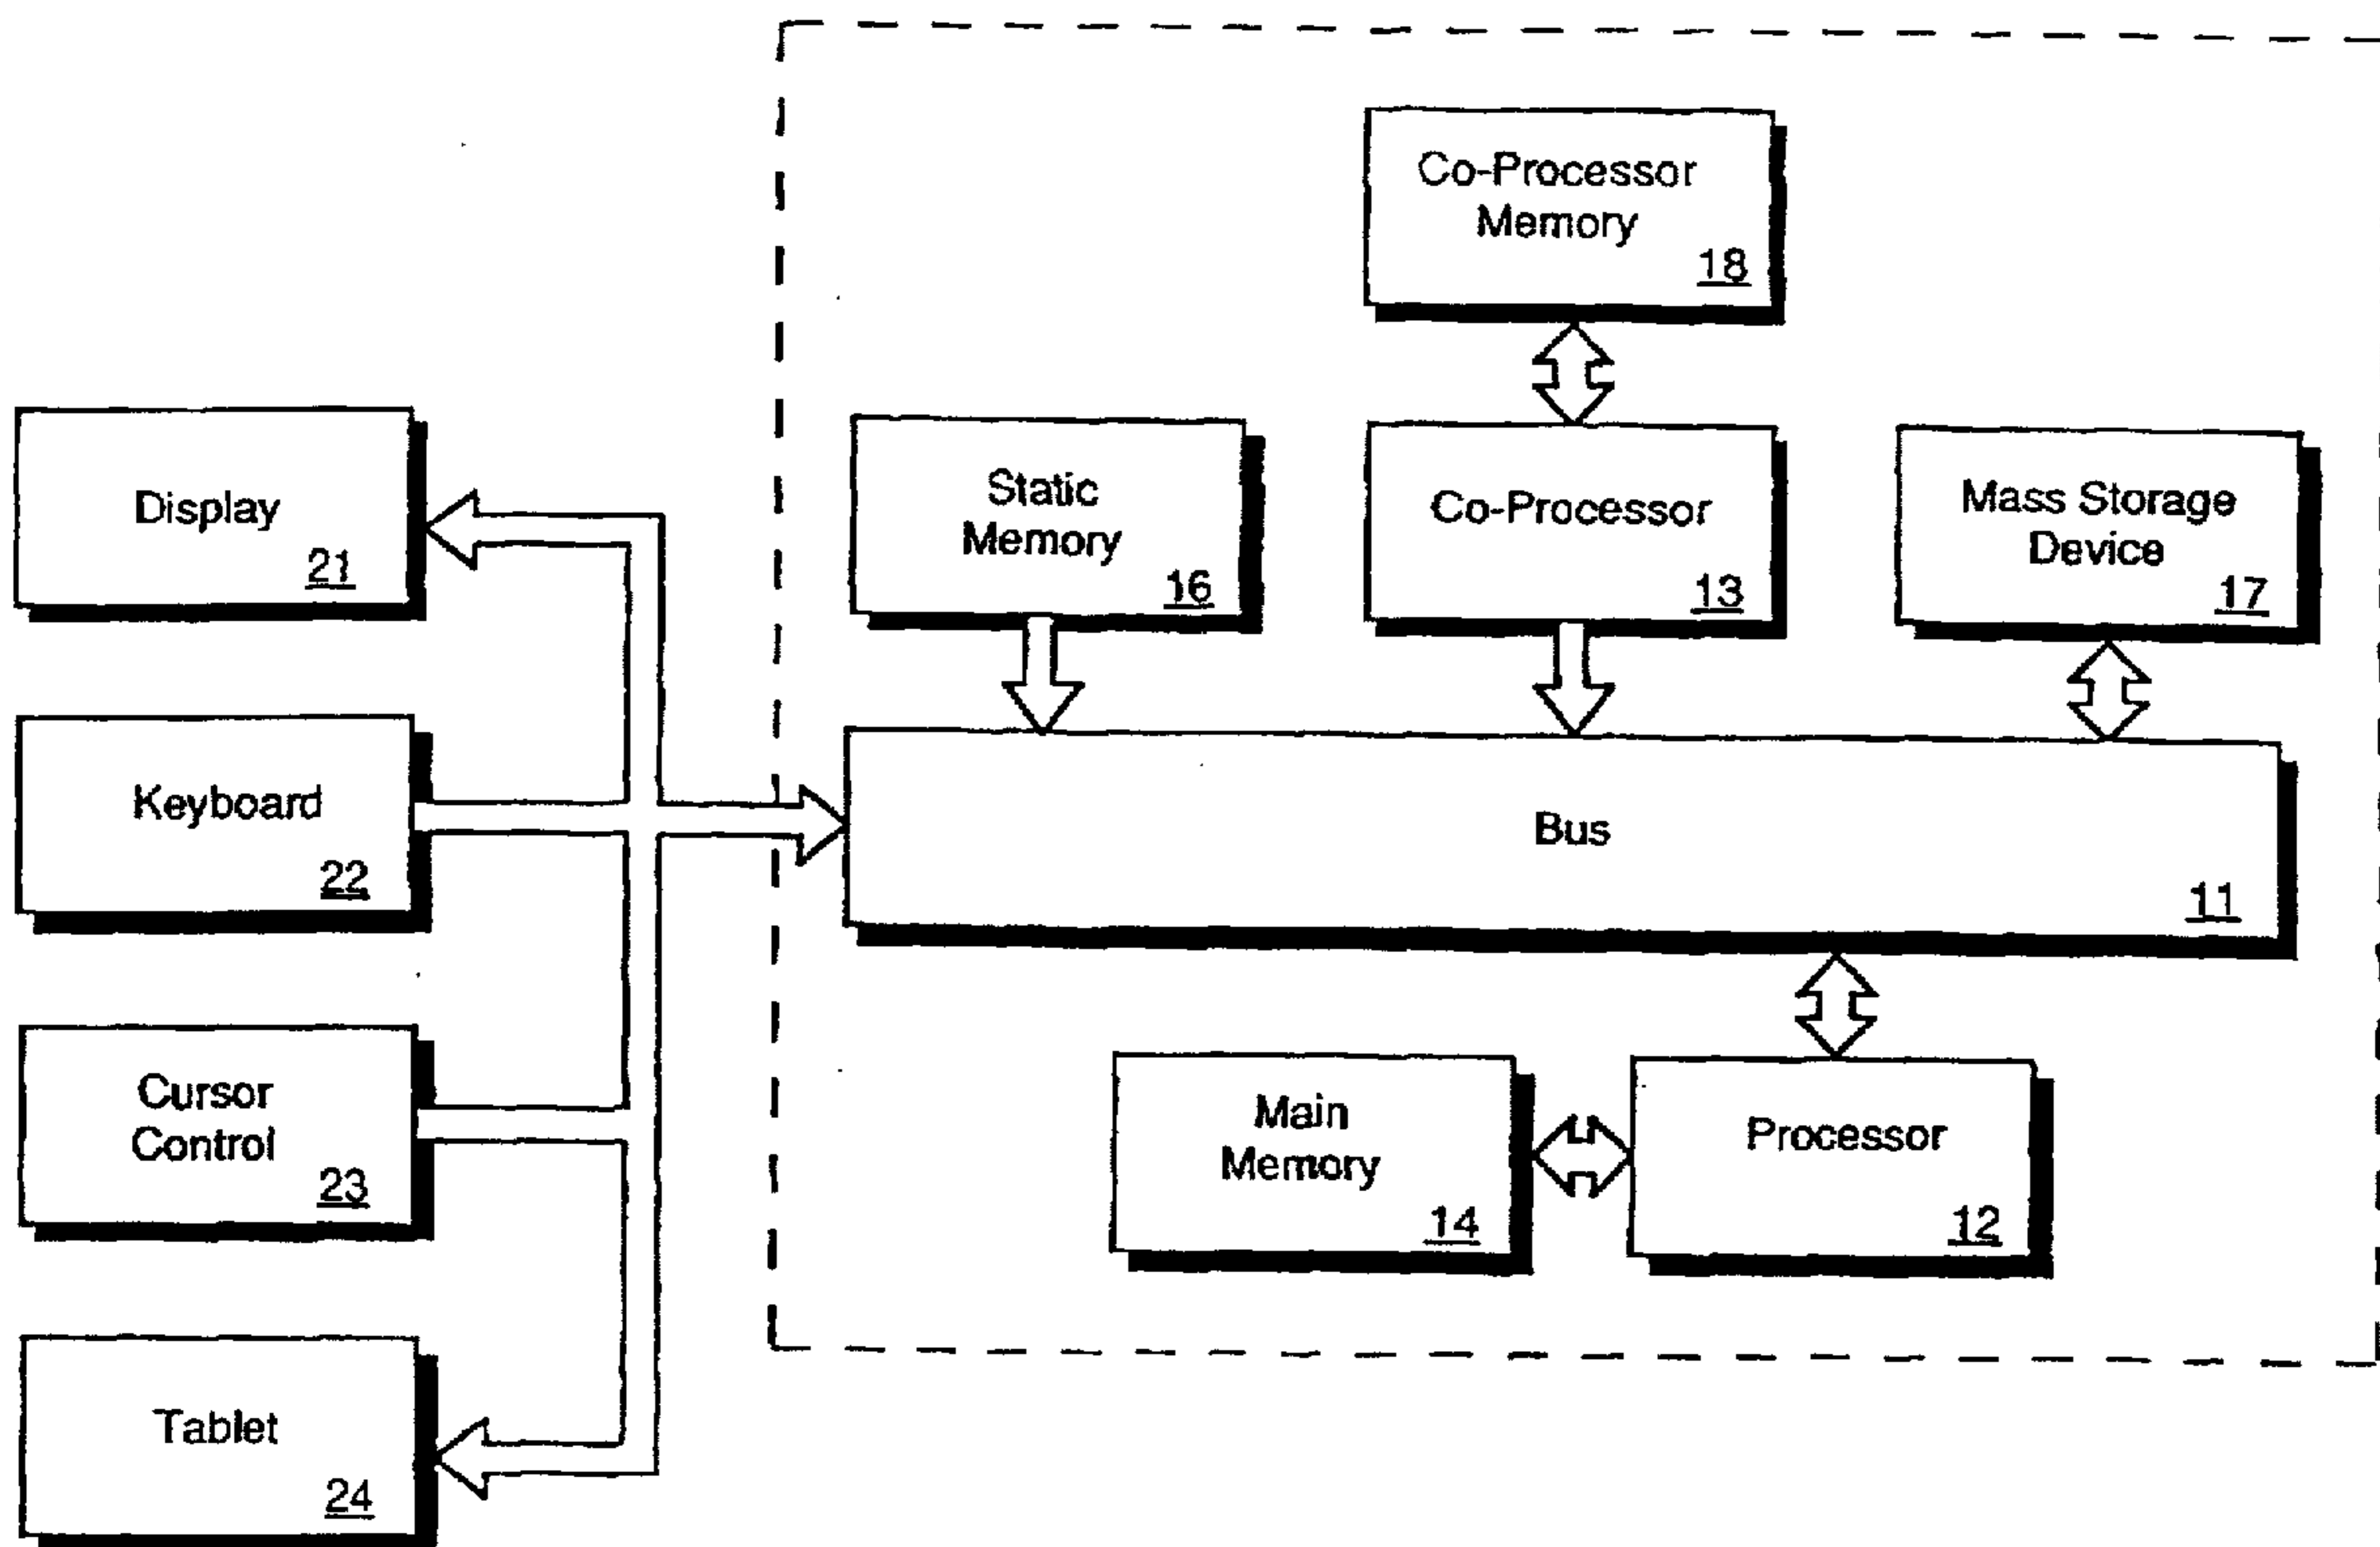 Co-Processor
Memory
18
Display
21
Static
Memory
16
Co-Processor
13
Mass Storage
Device
17
Keyboard
22
Bus
11
Cursor
Control
23
Main
Memory
14
Processor
12
Tablet
24